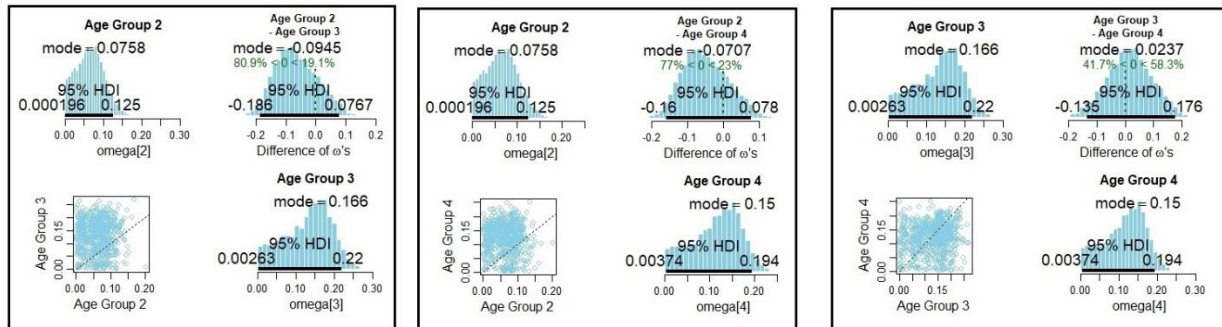 Age Group 2
mode = 0.0758
95% HDI
0.000196 0.125
0.00 0.10 0.20 0.30
omega[2]
Age Group 2
- Age Group 3
mode = -0.0945
80.9% < 0 < 19.1%
95% HDI
-0.186 0.0767
-0.2 -0.1 0.0 0.1 0.2
Difference of ω's
Age Group 3
0.00 0.15
0.00 0.10 0.20
Age Group 2
Age Group 3
mode = 0.166
95% HDI
0.00263 0.22
0.00 0.10 0.20 0.30
omega[3]
Age Group 2
mode = 0.0758
95% HDI
0.000196 0.125
0.00 0.10 0.20
omega[2]
Age Group 2
- Age Group 4
mode = -0.0707
77% < 0 < 23%
95% HDI
-0.16 0.078
-0.2 -0.1 0.0 0.1
Difference of ω's
Age Group 4
0.00 0.15
0.00 0.10 0.20
Age Group 2
Age Group 4
mode = 0.15
95% HDI
0.00374 0.194
0.00 0.10 0.20
omega[4]
Age Group 3
mode = 0.166
95% HDI
0.00263 0.22
0.00 0.10 0.20
omega[3]
Age Group 3
- Age Group 4
mode = 0.0237
41.7% < 0 < 58.3%
95% HDI
-0.135 0.176
-0.2 -0.1 0.0 0.1 0.2
Difference of ω's
Age Group 4
0.00 0.15
0.00 0.15
Age Group 3
Age Group 4
mode = 0.15
95% HDI
0.00374 0.194
0.00 0.10 0.20
omega[4]